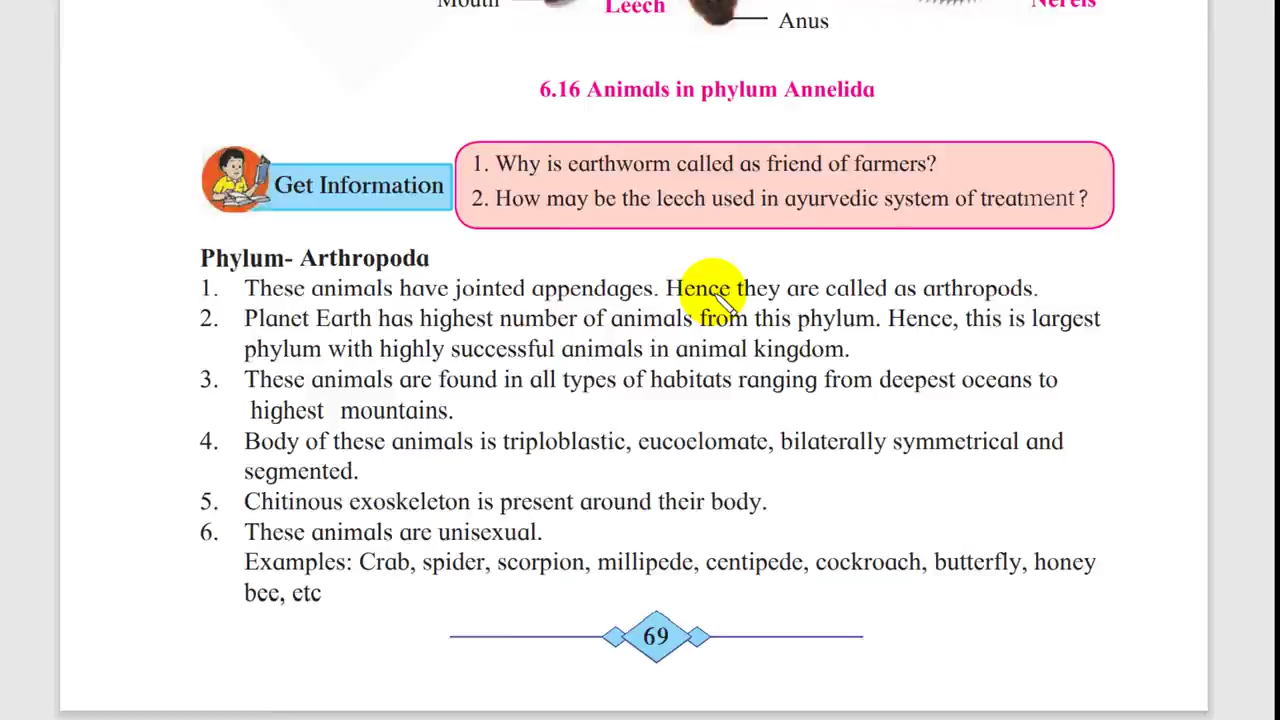 Mouth
Leech
Nereis
Anus
6.16 Animals in phylum Annelida
Get Information
1. Why is earthworm called as friend of farmers?
2. How may be the leech used in ayurvedic system of treatment?
Phylum- Arthropoda
1. These animals have jointed appendages. Hence they are called as arthropods.
2. Planet Earth has highest number of animals from this phylum. Hence, this is largest
phylum with highly successful animals in animal kingdom.
3. These animals are found in all types of habitats ranging from deepest oceans to
highest mountains.
4. Body of these animals is triploblastic, eucoelomate, bilaterally symmetrical and
segmented.
5. Chitinous exoskeleton is present around their body.
6. These animals are unisexual.
Examples: Crab, spider, scorpion, millipede, centipede, cockroach, butterfly, honey
bee, etc
69